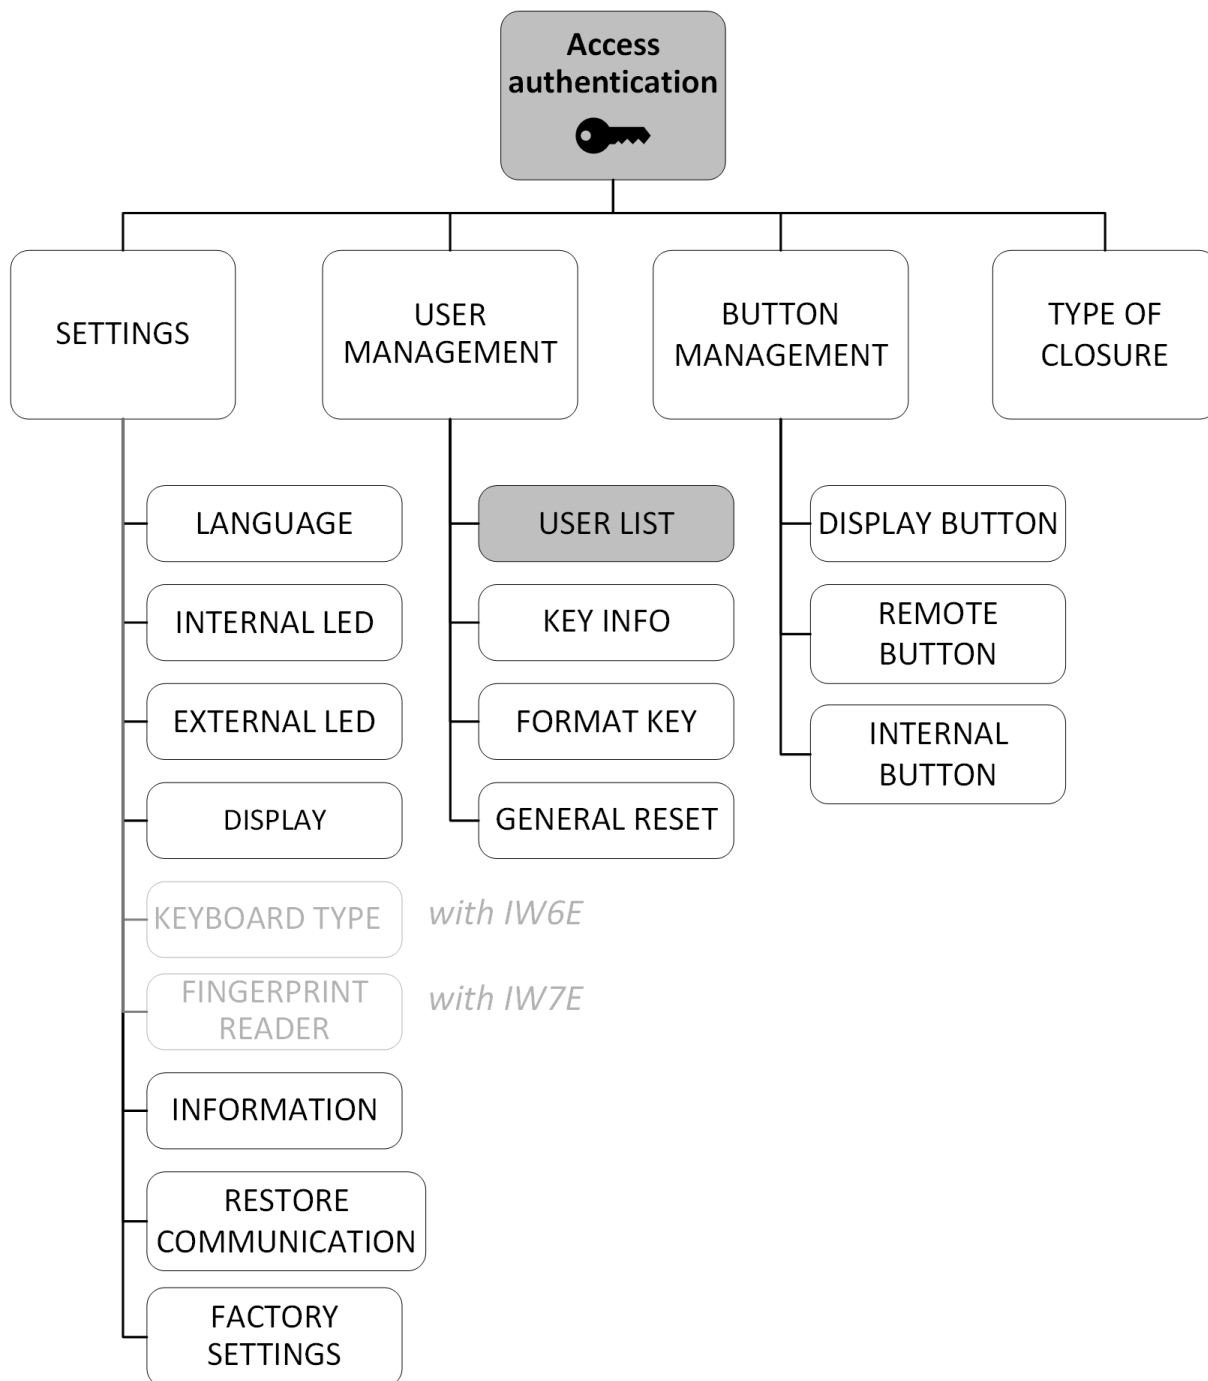 Access
authentication
SETTINGS
USER
MANAGEMENT
BUTTON
MANAGEMENT
TYPE OF
CLOSURE
LANGUAGE
INTERNAL LED
EXTERNAL LED
DISPLAY
KEYBOARD TYPE
with IW6E
FINGERPRINT
READER
with IW7E
INFORMATION
RESTORE
COMMUNICATION
FACTORY
SETTINGS
USER LIST
KEY INFO
FORMAT KEY
GENERAL RESET
DISPLAY BUTTON
REMOTE
BUTTON
INTERNAL
BUTTON